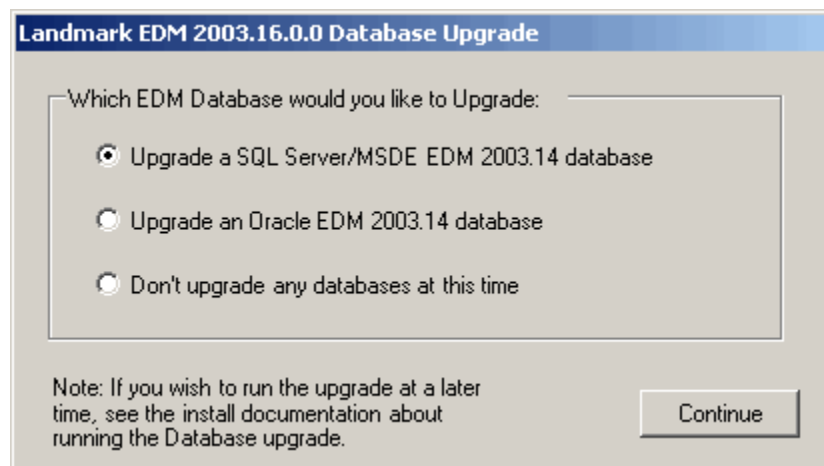 Landmark EDM 2003.16.0.0 Database Upgrade
Which EDM Database would you like to Upgrade:
Upgrade a SQL Server/MSDE EDM 2003.14 database
Upgrade an Oracle EDM 2003.14 database
Don't upgrade any databases at this time
Note: If you wish to run the upgrade at a later
time, see the install documentation about
running the Database upgrade.
Continue